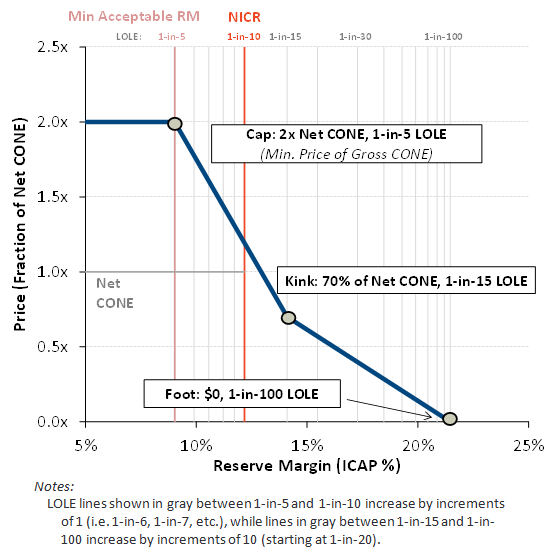 Min Acceptable RM
NICR
LOLE: 1-in-5 1-in-10 1-in-15 1-in-30 1-in-100
2.5x
2.0x
1.5x
1.0x
0.5x
0.0x
Price (Fraction of Net CONE)
Cap: 2x Net CONE, 1-in-5 LOLE
(Min. Price of Gross CONE)
Net
CONE
Kink: 70% of Net CONE, 1-in-15 LOLE
Foot: $0, 1-in-100 LOLE
5% 10% 15% 20% 25%
Reserve Margin (ICAP %)
Notes:
LOLE lines shown in gray between 1-in-5 and 1-in-10 increase by increments
of 1 (i.e. 1-in-6, 1-in-7, etc.), while lines in gray between 1-in-15 and 1-in-
100 increase by increments of 10 (starting at 1-in-20).